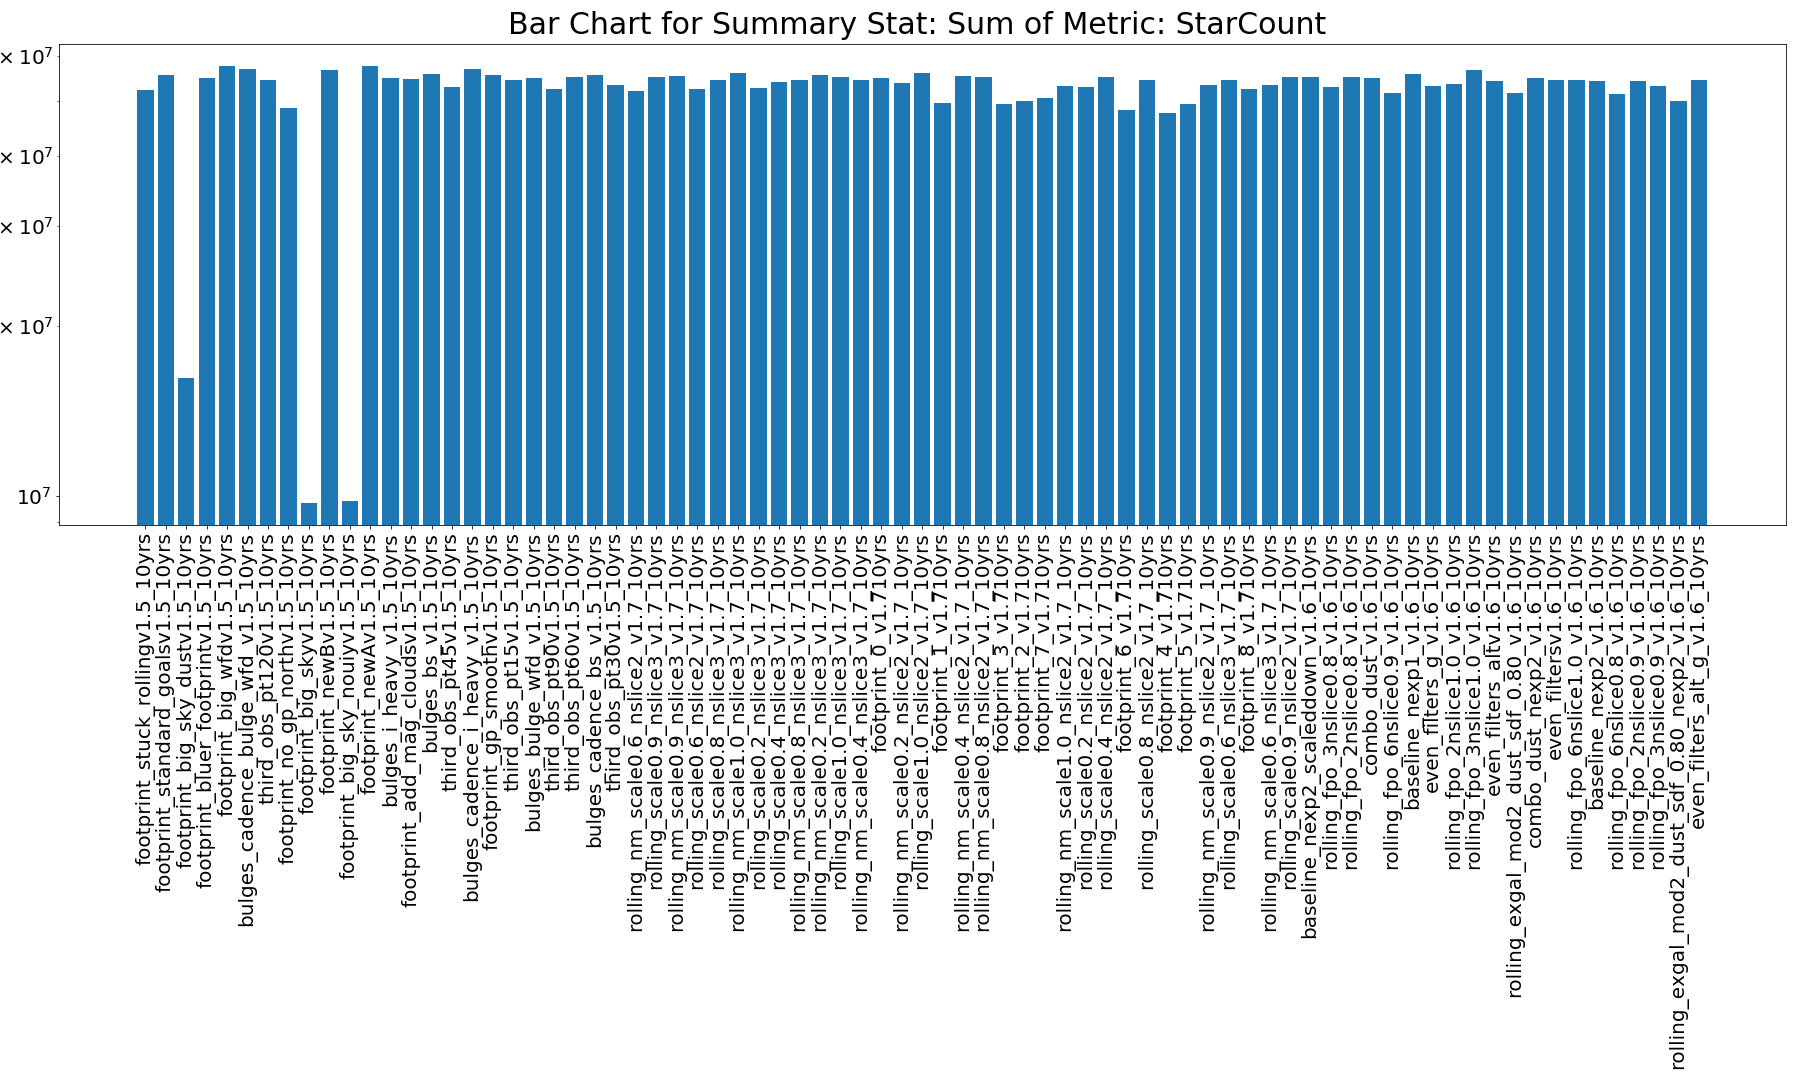 Bar Chart for Summary Stat: Sum of Metric: StarCount
× 10⁷
× 10⁷
× 10⁷
× 10⁷
10⁷
footprint_stuck_rollingv1.5_10yrs
footprint_standard_goalsv1.5_10yrs
footprint_big_sky_dustv1.5_10yrs
footprint_bluer_footprintv1.5_10yrs
footprint_big_wfdv1.5_10yrs
bulges_cadence_bulge_wfd_v1.5_10yrs
third_obs_pt120v1.5_10yrs
footprint_no_gp_northv1.5_10yrs
footprint_big_skyv1.5_10yrs
footprint_newBv1.5_10yrs
footprint_big_sky_nouiyv1.5_10yrs
footprint_newAv1.5_10yrs
bulges_i_heavy_v1.5_10yrs
footprint_add_mag_cloudsv1.5_10yrs
bulges_bs_v1.5_10yrs
third_obs_pt45v1.5_10yrs
bulges_cadence_i_heavy_v1.5_10yrs
footprint_gp_smoothv1.5_10yrs
third_obs_pt15v1.5_10yrs
bulges_bulge_wfd_v1.5_10yrs
third_obs_pt90v1.5_10yrs
third_obs_pt60v1.5_10yrs
bulges_cadence_bs_v1.5_10yrs
third_obs_pt30v1.5_10yrs
rolling_nm_scale0.6_nslice2_v1.7_10yrs
rolling_scale0.9_nslice3_v1.7_10yrs
rolling_nm_scale0.9_nslice3_v1.7_10yrs
rolling_scale0.6_nslice2_v1.7_10yrs
rolling_scale0.8_nslice3_v1.7_10yrs
rolling_nm_scale1.0_nslice3_v1.7_10yrs
rolling_scale0.2_nslice3_v1.7_10yrs
rolling_scale0.4_nslice3_v1.7_10yrs
rolling_nm_scale0.8_nslice3_v1.7_10yrs
rolling_nm_scale0.2_nslice3_v1.7_10yrs
rolling_scale1.0_nslice3_v1.7_10yrs
rolling_nm_scale0.4_nslice3_v1.7_10yrs
footprint_0_v1.710yrs
rolling_nm_scale0.2_nslice2_v1.7_10yrs
rolling_scale1.0_nslice2_v1.7_10yrs
footprint_1_v1.710yrs
rolling_nm_scale0.4_nslice2_v1.7_10yrs
rolling_nm_scale0.8_nslice2_v1.7_10yrs
footprint_3_v1.710yrs
footprint_2_v1.710yrs
footprint_7_v1.710yrs
rolling_nm_scale1.0_nslice2_v1.7_10yrs
rolling_scale0.2_nslice2_v1.7_10yrs
rolling_scale0.4_nslice2_v1.7_10yrs
footprint_6_v1.710yrs
rolling_scale0.8_nslice2_v1.7_10yrs
footprint_4_v1.710yrs
footprint_5_v1.710yrs
rolling_nm_scale0.9_nslice2_v1.7_10yrs
rolling_scale0.6_nslice3_v1.7_10yrs
footprint_8_v1.710yrs
rolling_nm_scale0.6_nslice3_v1.7_10yrs
rolling_scale0.9_nslice2_v1.7_10yrs
baseline_nexp2_scaleddown_v1.6_10yrs
rolling_fpo_3nslice0.8_v1.6_10yrs
rolling_fpo_2nslice0.8_v1.6_10yrs
combo_dust_v1.6_10yrs
rolling_fpo_6nslice0.9_v1.6_10yrs
baseline_nexp1_v1.6_10yrs
even_filters_g_v1.6_10yrs
rolling_fpo_2nslice1.0_v1.6_10yrs
rolling_fpo_3nslice1.0_v1.6_10yrs
even_filters_altv1.6_10yrs
rolling_exgal_mod2_dust_sdf_0.80_v1.6_10yrs
combo_dust_nexp2_v1.6_10yrs
even_filtersv1.6_10yrs
rolling_fpo_6nslice1.0_v1.6_10yrs
baseline_nexp2_v1.6_10yrs
rolling_fpo_6nslice0.8_v1.6_10yrs
rolling_fpo_2nslice0.9_v1.6_10yrs
rolling_fpo_3nslice0.9_v1.6_10yrs
rolling_exgal_mod2_dust_sdf_0.80_nexp2_v1.6_10yrs
even_filters_alt_g_v1.6_10yrs